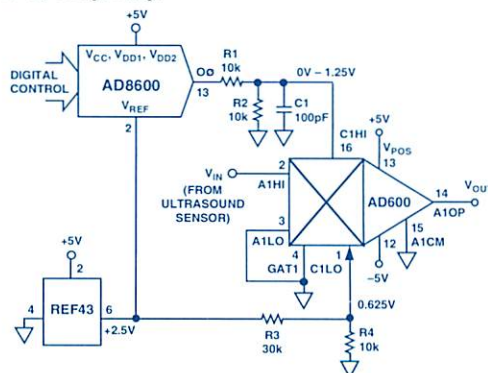 +5V
VCC, VDD1, VDD2
DIGITAL
CONTROL
AD8600
VREF
2
OØ
13
R1
10k
R2
10k
C1
100pF
0V – 1.25V
C1HI
16
+5V
VPOS
13
VIN
(FROM
ULTRASOUND
SENSOR)
2
A1HI
AD600
14
A1OP
VOUT
3
A1LO
15
A1CM
12
–5V
4
GAT1
1
C1LO
0.625V
+5V
2
4
REF43
6
+2.5V
R3
30k
R4
10k